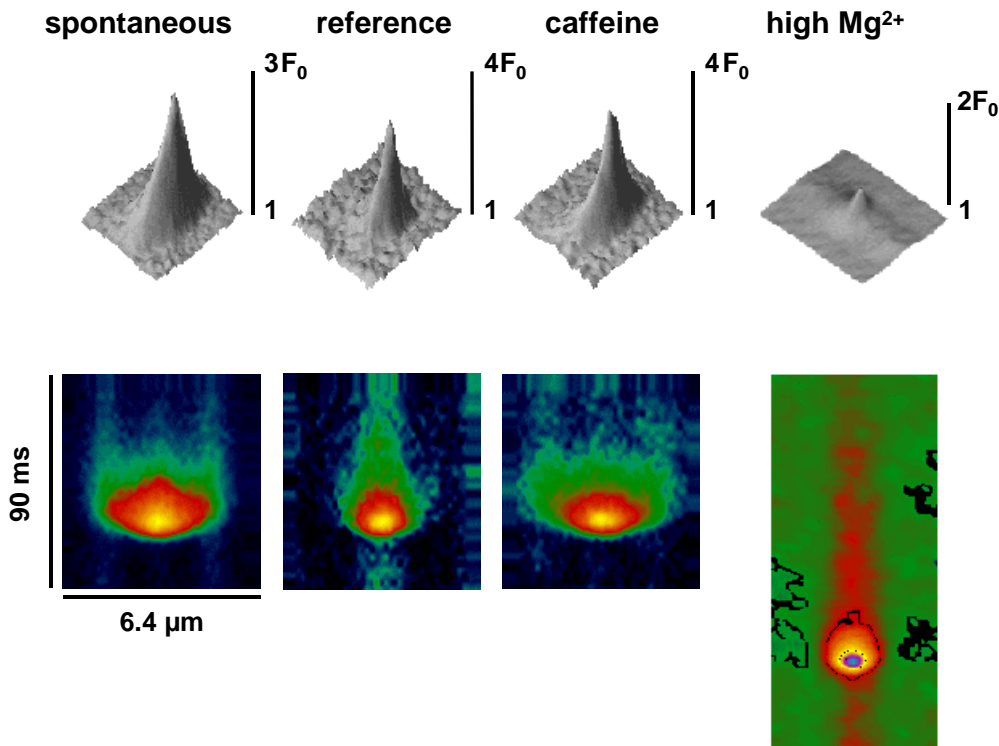 spontaneous reference caffeine high Mg²⁺
3F₀ 4F₀ 4F₀ 2F₀
1 1 1 1
90 ms
6.4 µm